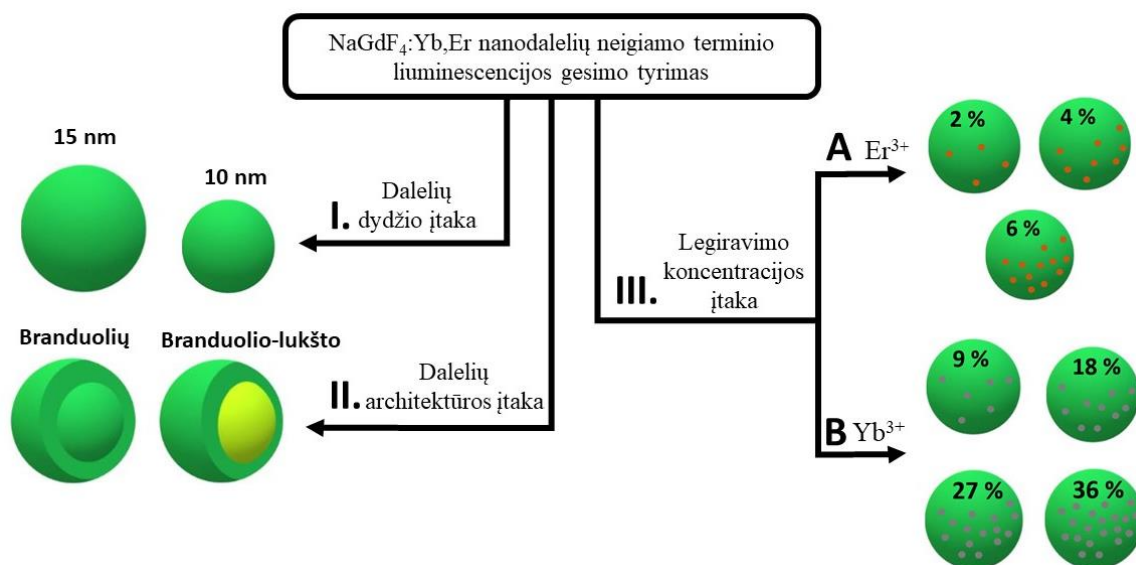 NaGdF₄:Yb,Er nanodalelių neigiamo terminio
liuminescencijos gesimo tyrimas
15 nm
10 nm
I. Dalelių
dydžio įtaka
Branduolių
Branduolio-lukšto
II. Dalelių
architektūros įtaka
III. Legiravimo
koncentracijos
įtaka
A Er³⁺
2 %
4 %
6 %
B Yb³⁺
9 %
18 %
27 %
36 %